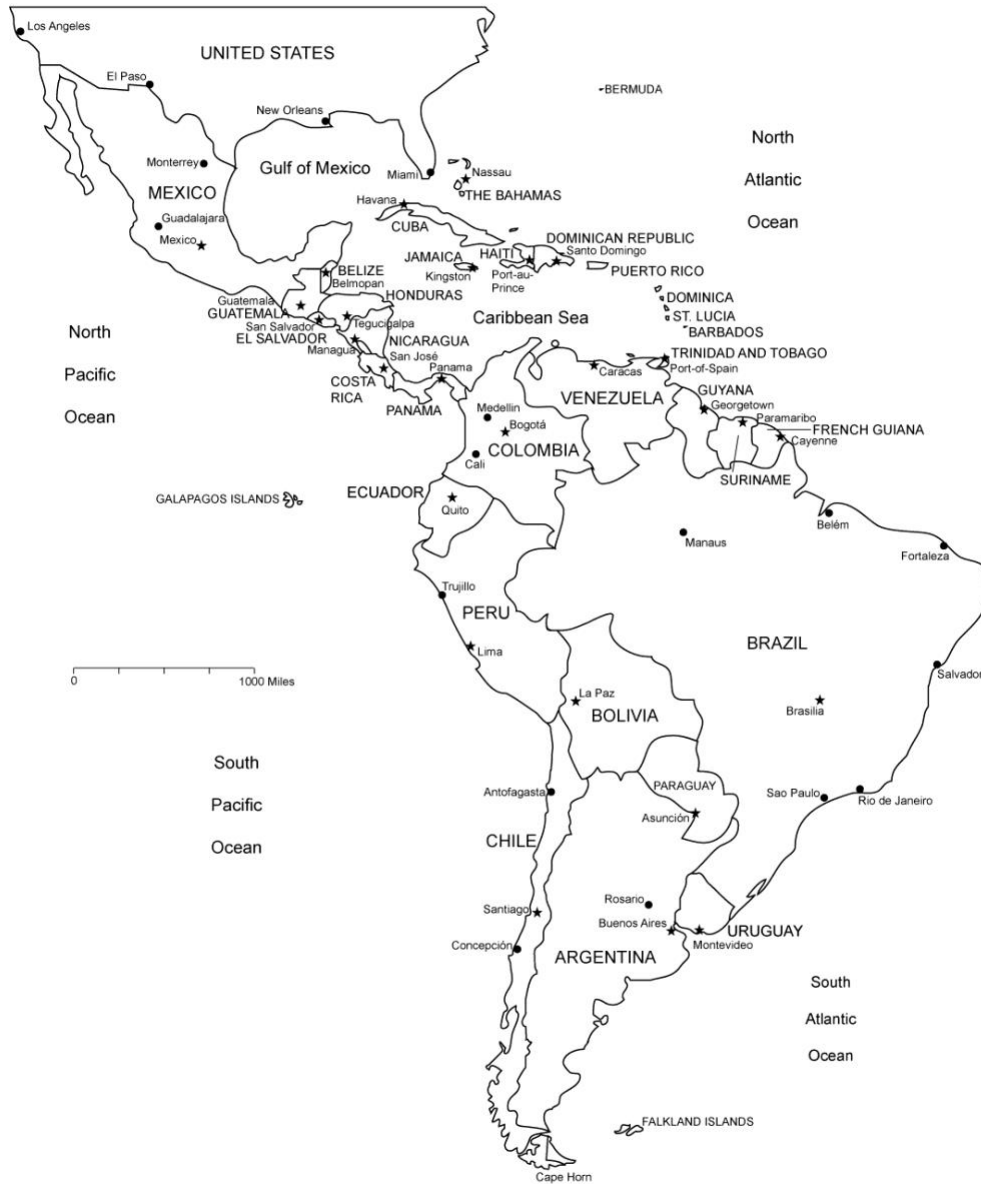 Los Angeles
UNITED STATES
El Paso
BERMUDA
New Orleans
North
Atlantic
Ocean
Monterrey
Gulf of Mexico
Miami
Nassau
MEXICO
THE BAHAMAS
Havana
Guadalajara
CUBA
Mexico
DOMINICAN REPUBLIC
Santo Domingo
HAITI
JAMAICA
Kingston
Port-au-
Prince
PUERTO RICO
BELIZE
Belmopan
HONDURAS
DOMINICA
Guatemala
GUATEMALA
ST. LUCIA
Caribbean Sea
San Salvador
Tegucigalpa
BARBADOS
EL SALVADOR
NICARAGUA
Managua
North
Pacific
Ocean
San José
TRINIDAD AND TOBAGO
Port-of-Spain
Panama
Caracas
COSTA
RICA
PANAMA
VENEZUELA
GUYANA
Georgetown
Medellin
Paramaribo
Bogotá
FRENCH GUIANA
Cayenne
COLOMBIA
Cali
SURINAME
ECUADOR
GALAPAGOS ISLANDS
Quito
Belém
Manaus
Fortaleza
Trujillo
PERU
BRAZIL
Lima
Salvador
0 1000 Miles
La Paz
BOLIVIA
Brasilia
South
Pacific
Ocean
PARAGUAY
Antofagasta
Sao Paulo
Rio de Janeiro
Asunción
CHILE
Rosario
Santiago
Buenos Aires
URUGUAY
Montevideo
Concepción
ARGENTINA
South
Atlantic
Ocean
FALKLAND ISLANDS
Cape Horn